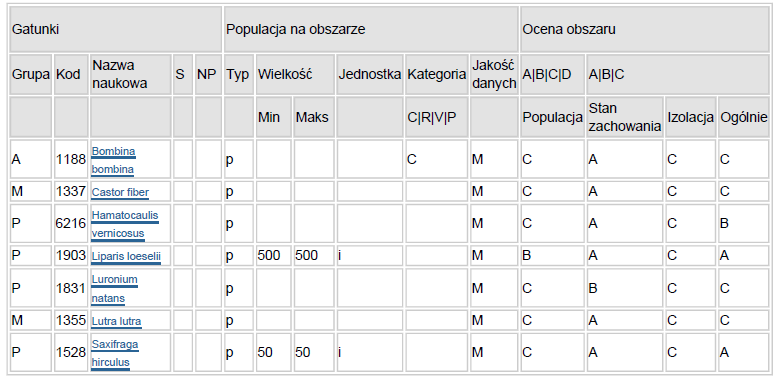 Gatunki Populacja na obszarze Ocena obszaru
Grupa Kod Nazwa naukowa S NP Typ Wielkość Jednostka Kategoria Jakość danych A|B|C|D A|B|C
Min Maks C|R|V|P Populacja Stan zachowania Izolacja Ogólnie
A 1188 Bombina bombina p C M C A C C
M 1337 Castor fiber p M C A C C
P 6216 Hamatocaulis vernicosus p M C A C B
P 1903 Liparis loeselii p 500 500 i M B A C A
P 1831 Luronium natans p M C B C C
M 1355 Lutra lutra p M C A C C
P 1528 Saxifraga hirculus p 50 50 i M C A C A